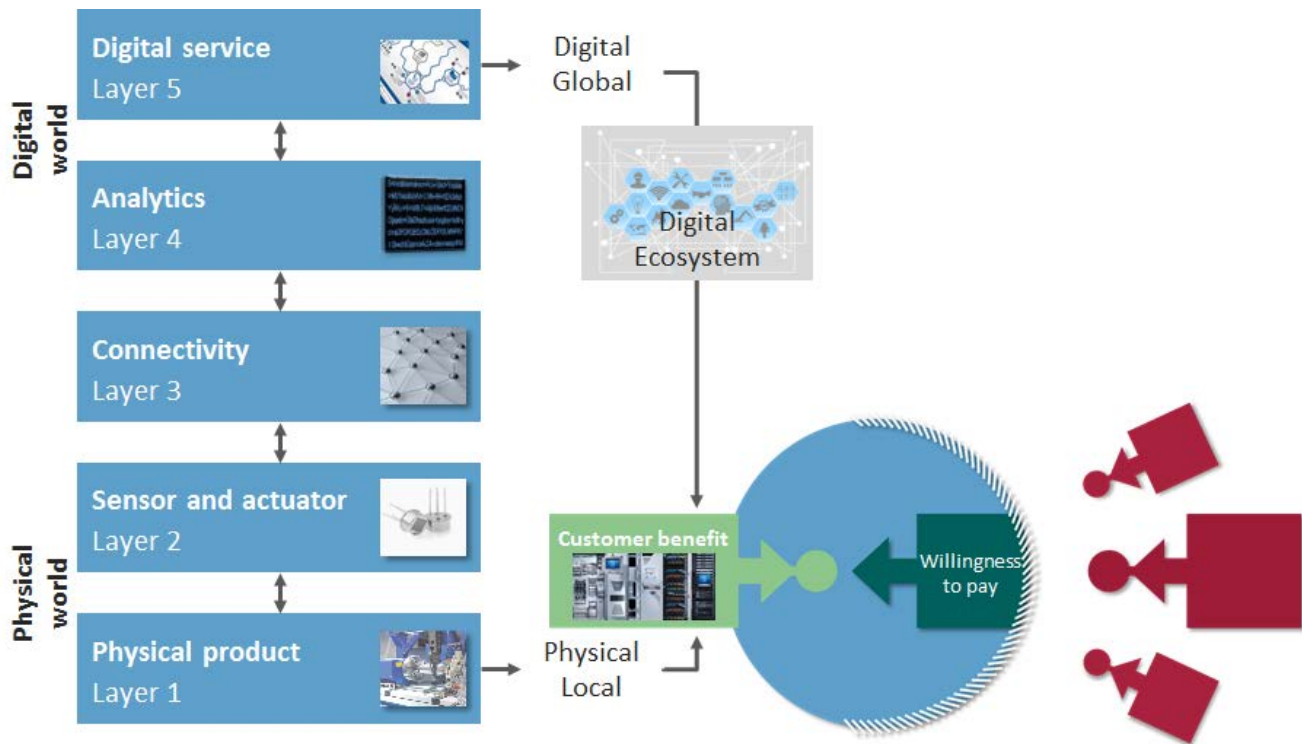 Digital world
Digital service
Layer 5
Analytics
Layer 4
Connectivity
Layer 3
Physical world
Sensor and actuator
Layer 2
Physical product
Layer 1
Digital
Global
Digital
Ecosystem
Customer benefit
Physical
Local
Willingness
to pay